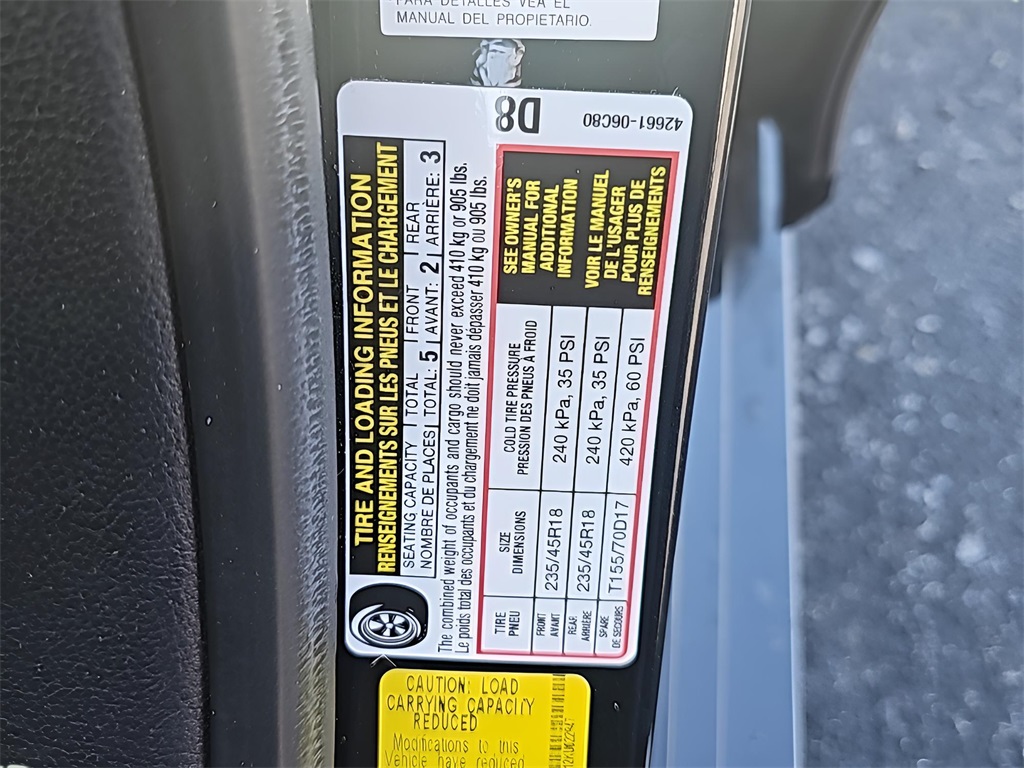 PARA DETALLES VEA EL
MANUAL DEL PROPIETARIO.
D8
42661-06C80
TIRE AND LOADING INFORMATION
RENSEIGNEMENTS SUR LES PNEUS ET LE CHARGEMENT
SEATING CAPACITY | TOTAL | FRONT | REAR
NOMBRE DE PLACES | TOTAL: 5 | AVANT: 2 | ARRIÈRE: 3
The combined weight of occupants and cargo should never exceed 410 kg or 905 lbs.
Le poids total des occupants et du chargement ne doit jamais dépasser 410 kg ou 905 lbs.
TIRE
PNEU
SIZE
DIMENSIONS
COLD TIRE PRESSURE
PRESSION DES PNEUS À FROID
FRONT
AVANT
235/45R18
240 kPa, 35 PSI
REAR
ARRIÈRE
235/45R18
240 kPa, 35 PSI
SPARE
DE SECOURS
T155/70D17
420 kPa, 60 PSI
SEE OWNER'S
MANUAL FOR
ADDITIONAL
INFORMATION
VOIR LE MANUEL
DE L'USAGER
POUR PLUS DE
RENSEIGNEMENTS
CAUTION: LOAD
CARRYING CAPACITY
REDUCED
Modifications to this
Vehicle have reduced